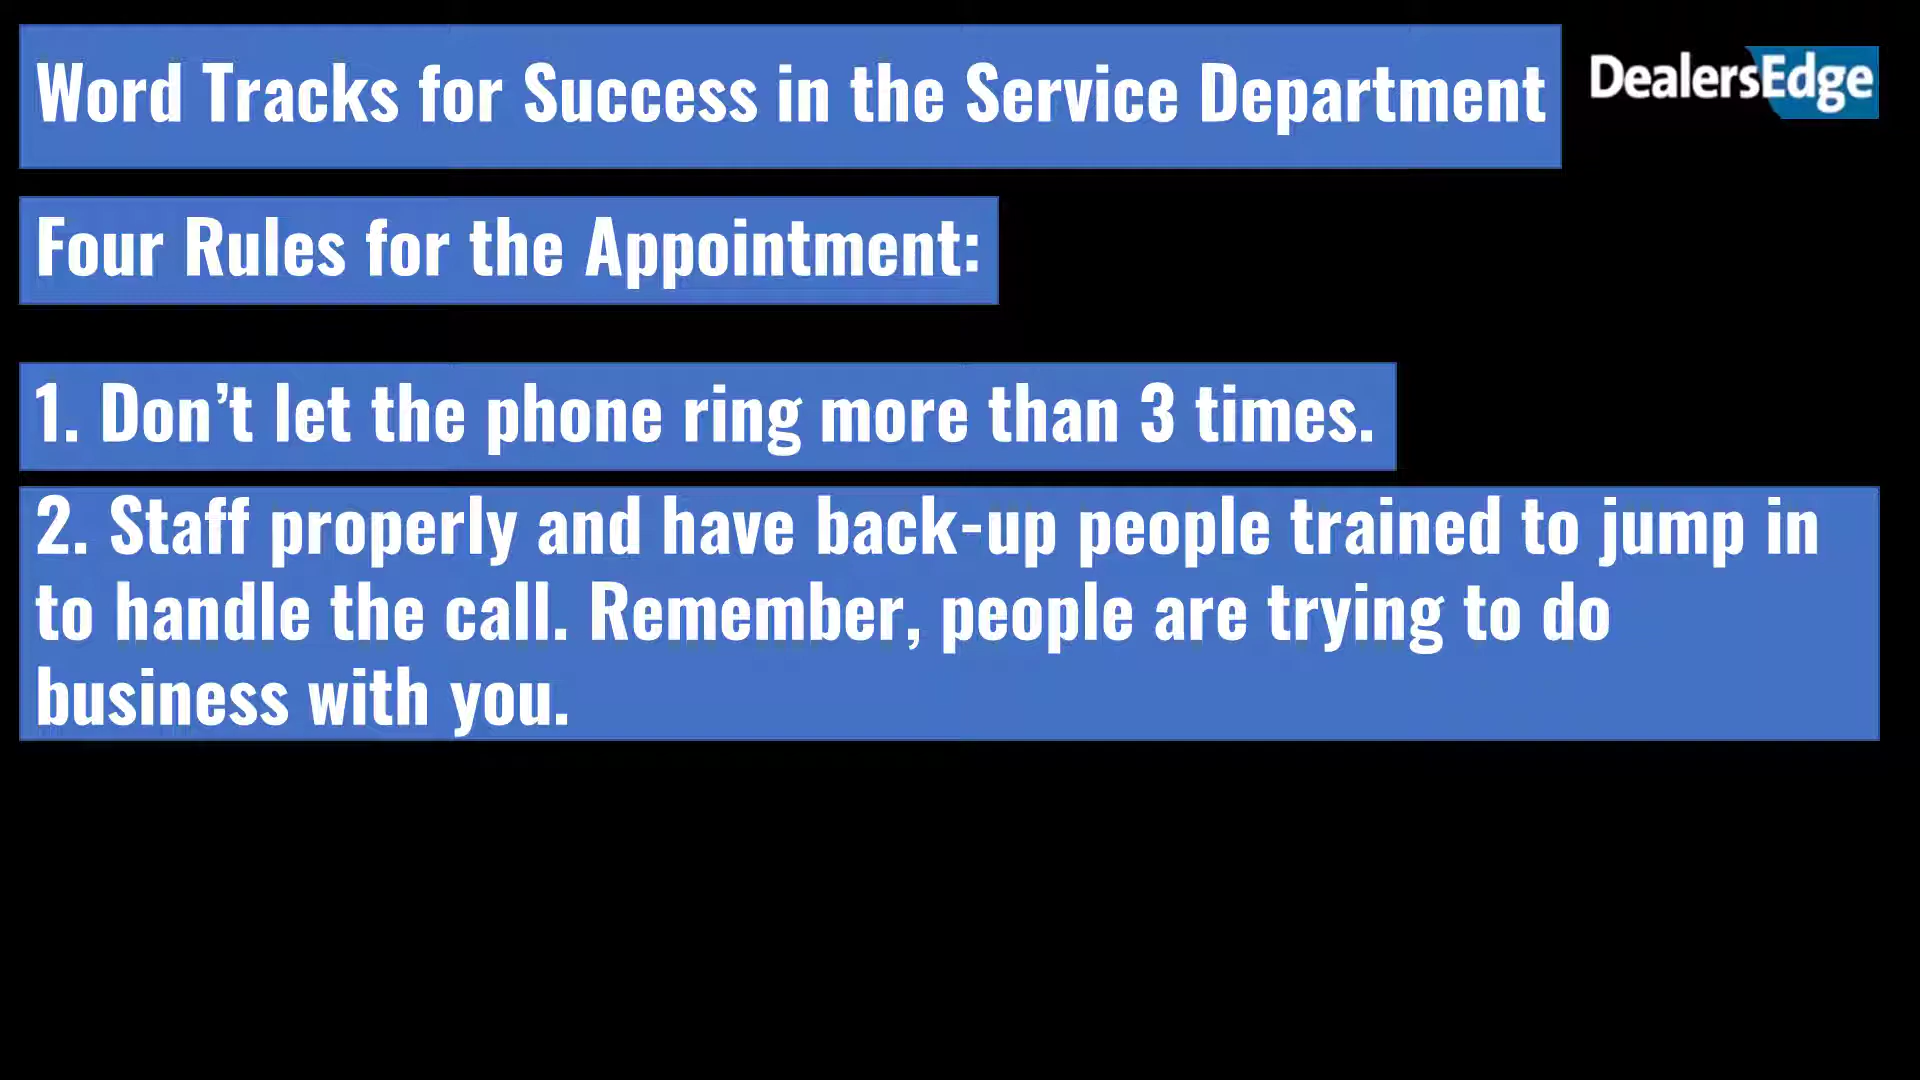 Word Tracks for Success in the Service Department
DealersEdge
Four Rules for the Appointment:
1. Don’t let the phone ring more than 3 times.
2. Staff properly and have back-up people trained to jump in
to handle the call. Remember, people are trying to do
business with you.